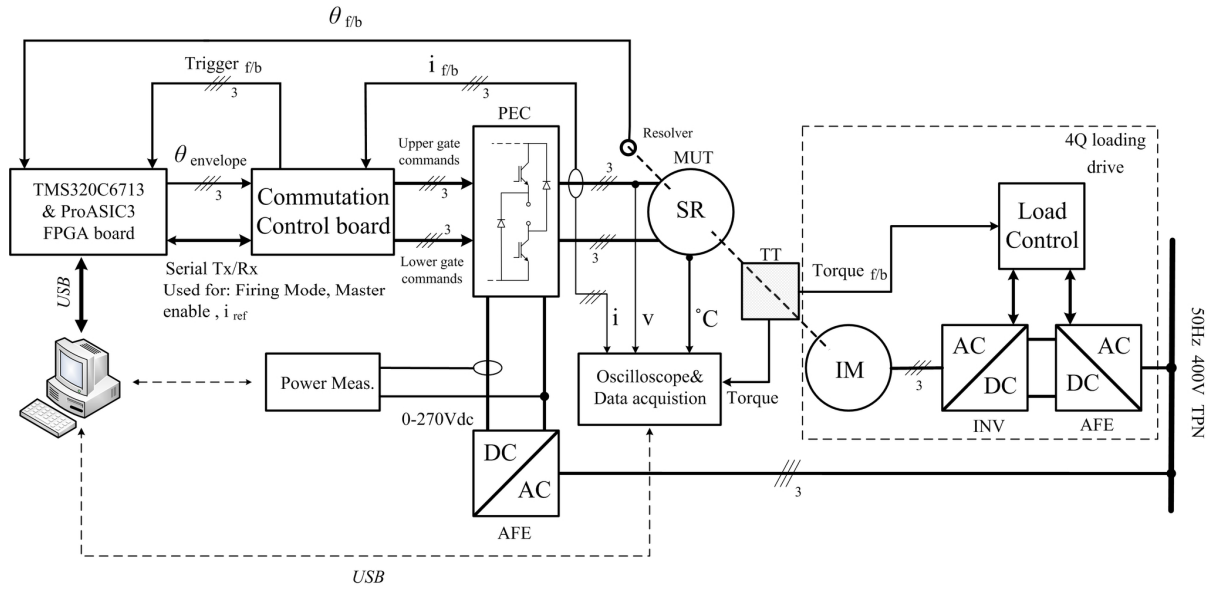 θ f/b
Trigger f/b
3
i f/b
3
PEC
Resolver
MUT
4Q loading
drive
θ envelope
3
Upper gate
commands
3
3
TMS320C6713
& ProASIC3
FPGA board
Commutation
Control board
SR
Load
Control
Lower gate
commands
3
3
TT
Torque f/b
Serial Tx/Rx
Used for: Firing Mode, Master
enable , i ref
USB
3
i
v
°C
50Hz 400V TPN
Power Meas.
0-270Vdc
Oscilloscope&
Data acquistion
Torque
IM
3
AC
DC
INV
AC
DC
AFE
DC
AC
AFE
3
USB